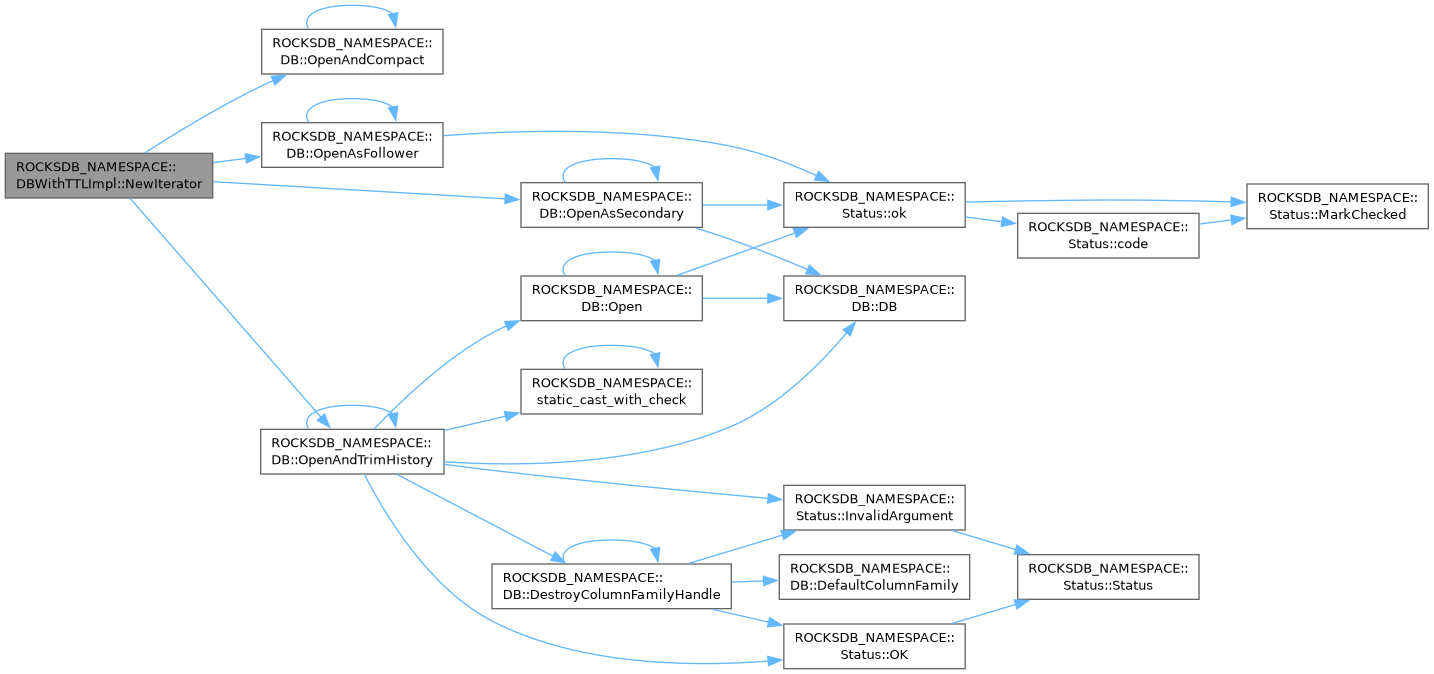 ROCKSDB_NAMESPACE::
DB::OpenAndCompact
ROCKSDB_NAMESPACE::
DB::OpenAsFollower
ROCKSDB_NAMESPACE::
DBWithTTLImpl::NewIterator
ROCKSDB_NAMESPACE::
DB::OpenAsSecondary
ROCKSDB_NAMESPACE::
Status::ok
ROCKSDB_NAMESPACE::
Status::MarkChecked
ROCKSDB_NAMESPACE::
Status::code
ROCKSDB_NAMESPACE::
DB::Open
ROCKSDB_NAMESPACE::
DB::DB
ROCKSDB_NAMESPACE::
static_cast_with_check
ROCKSDB_NAMESPACE::
DB::OpenAndTrimHistory
ROCKSDB_NAMESPACE::
Status::InvalidArgument
ROCKSDB_NAMESPACE::
DB::DestroyColumnFamilyHandle
ROCKSDB_NAMESPACE::
DB::DefaultColumnFamily
ROCKSDB_NAMESPACE::
Status::Status
ROCKSDB_NAMESPACE::
Status::OK